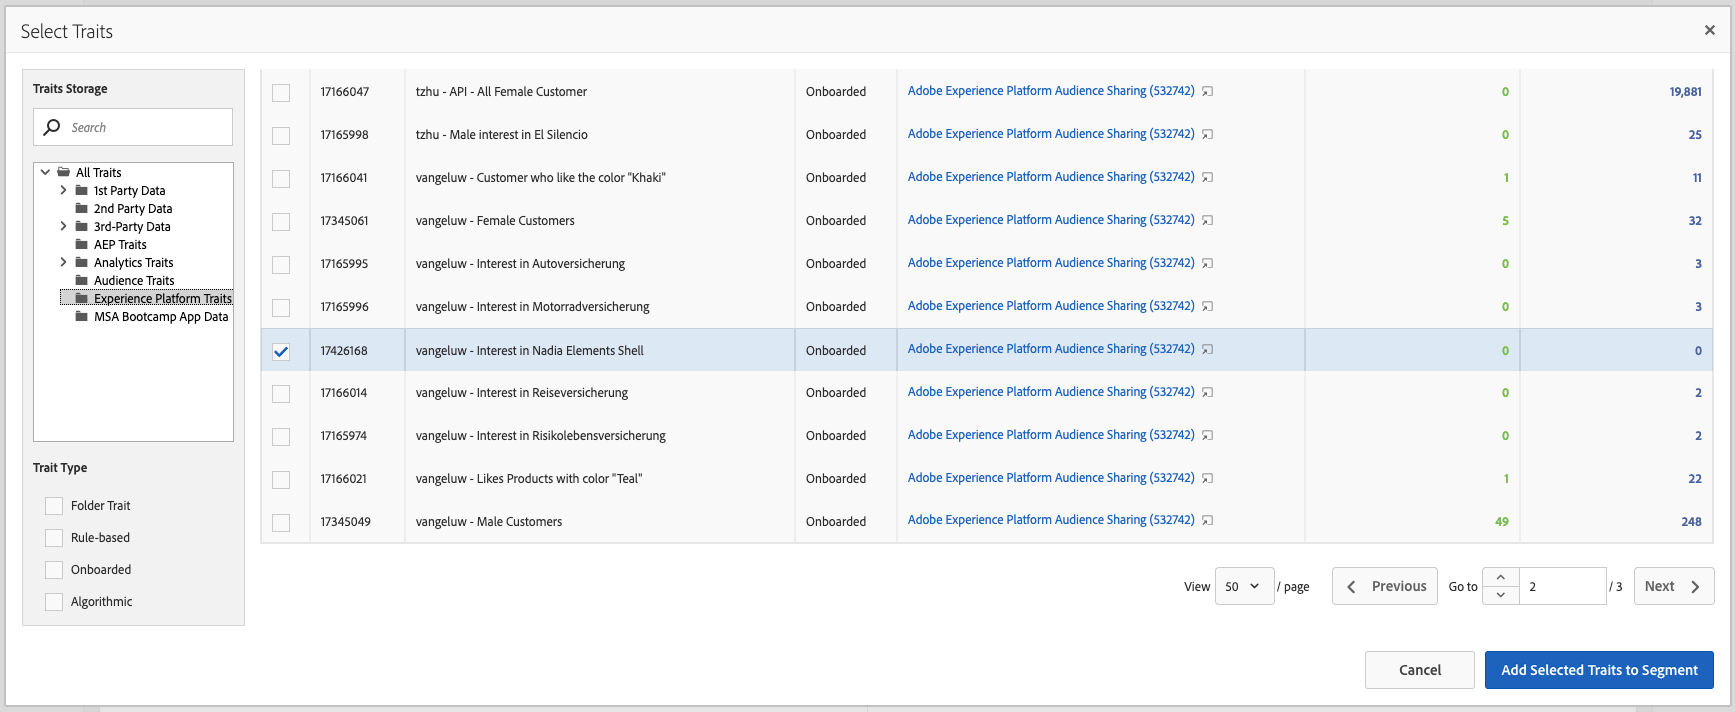 Select Traits
Traits Storage
Search
All Traits
1st Party Data
2nd Party Data
3rd-Party Data
AEP Traits
Analytics Traits
Audience Traits
Experience Platform Traits
MSA Bootcamp App Data
Trait Type
Folder Trait
Rule-based
Onboarded
Algorithmic
17166047 tzhu - API - All Female Customer Onboarded Adobe Experience Platform Audience Sharing (532742) 0 19,881
17165998 tzhu - Male interest in El Silencio Onboarded Adobe Experience Platform Audience Sharing (532742) 0 25
17166041 vangeluw - Customer who like the color "Khaki" Onboarded Adobe Experience Platform Audience Sharing (532742) 1 11
17345061 vangeluw - Female Customers Onboarded Adobe Experience Platform Audience Sharing (532742) 5 32
17165995 vangeluw - Interest in Autoversicherung Onboarded Adobe Experience Platform Audience Sharing (532742) 0 3
17165996 vangeluw - Interest in Motorradversicherung Onboarded Adobe Experience Platform Audience Sharing (532742) 0 3
17426168 vangeluw - Interest in Nadia Elements Shell Onboarded Adobe Experience Platform Audience Sharing (532742) 0 0
17166014 vangeluw - Interest in Reiseversicherung Onboarded Adobe Experience Platform Audience Sharing (532742) 0 2
17165974 vangeluw - Interest in Risikolebensversicherung Onboarded Adobe Experience Platform Audience Sharing (532742) 0 2
17166021 vangeluw - Likes Products with color "Teal" Onboarded Adobe Experience Platform Audience Sharing (532742) 1 22
17345049 vangeluw - Male Customers Onboarded Adobe Experience Platform Audience Sharing (532742) 49 248
View 50 / page Previous Go to 2 / 3 Next
Cancel Add Selected Traits to Segment